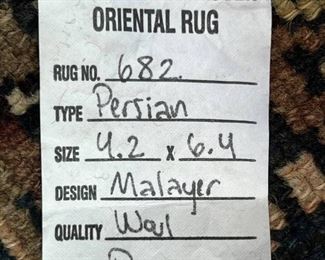 ORIENTAL RUG
RUG NO. 682.
TYPE Persian
SIZE 4.2 x 6.4
DESIGN Malayer
QUALITY Wool